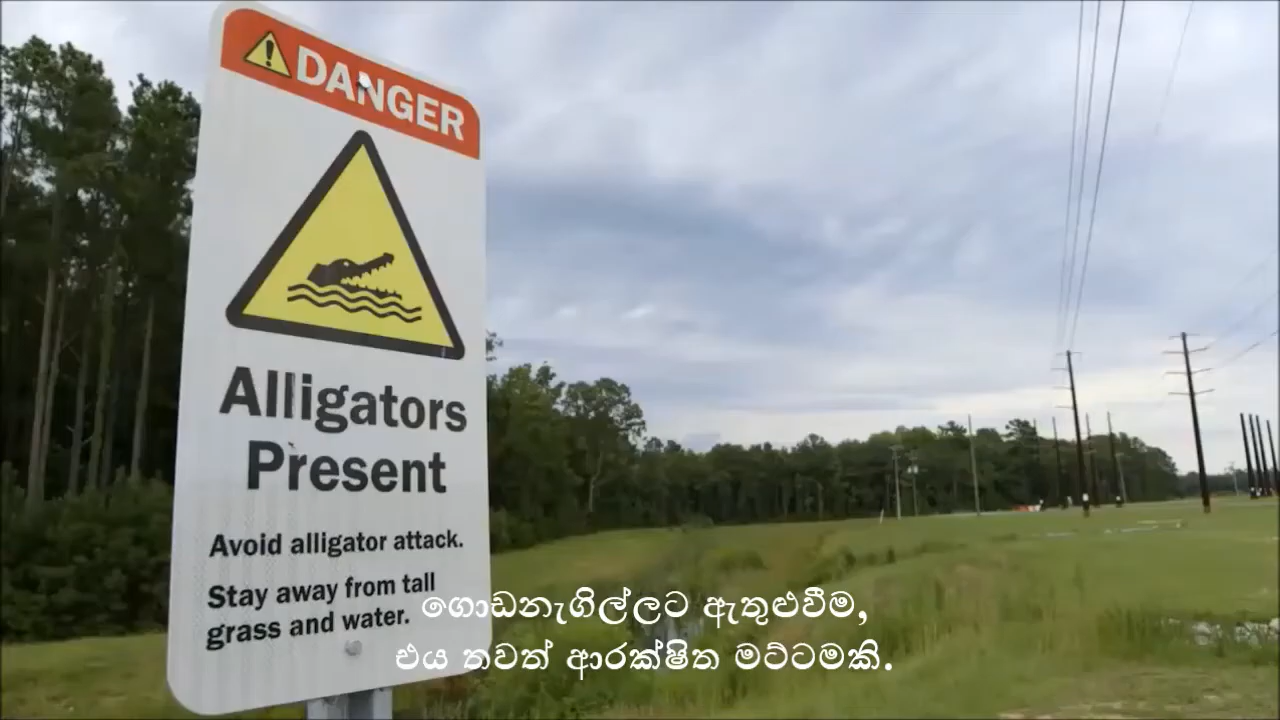 DANGER
Alligators
Present
Avoid alligator attack.
Stay away from tall
grass and water.
ගොඩනැගිල්ලට ඇතුළුවීම,
එය තවත් ආරක්ෂිත මට්ටමකි.